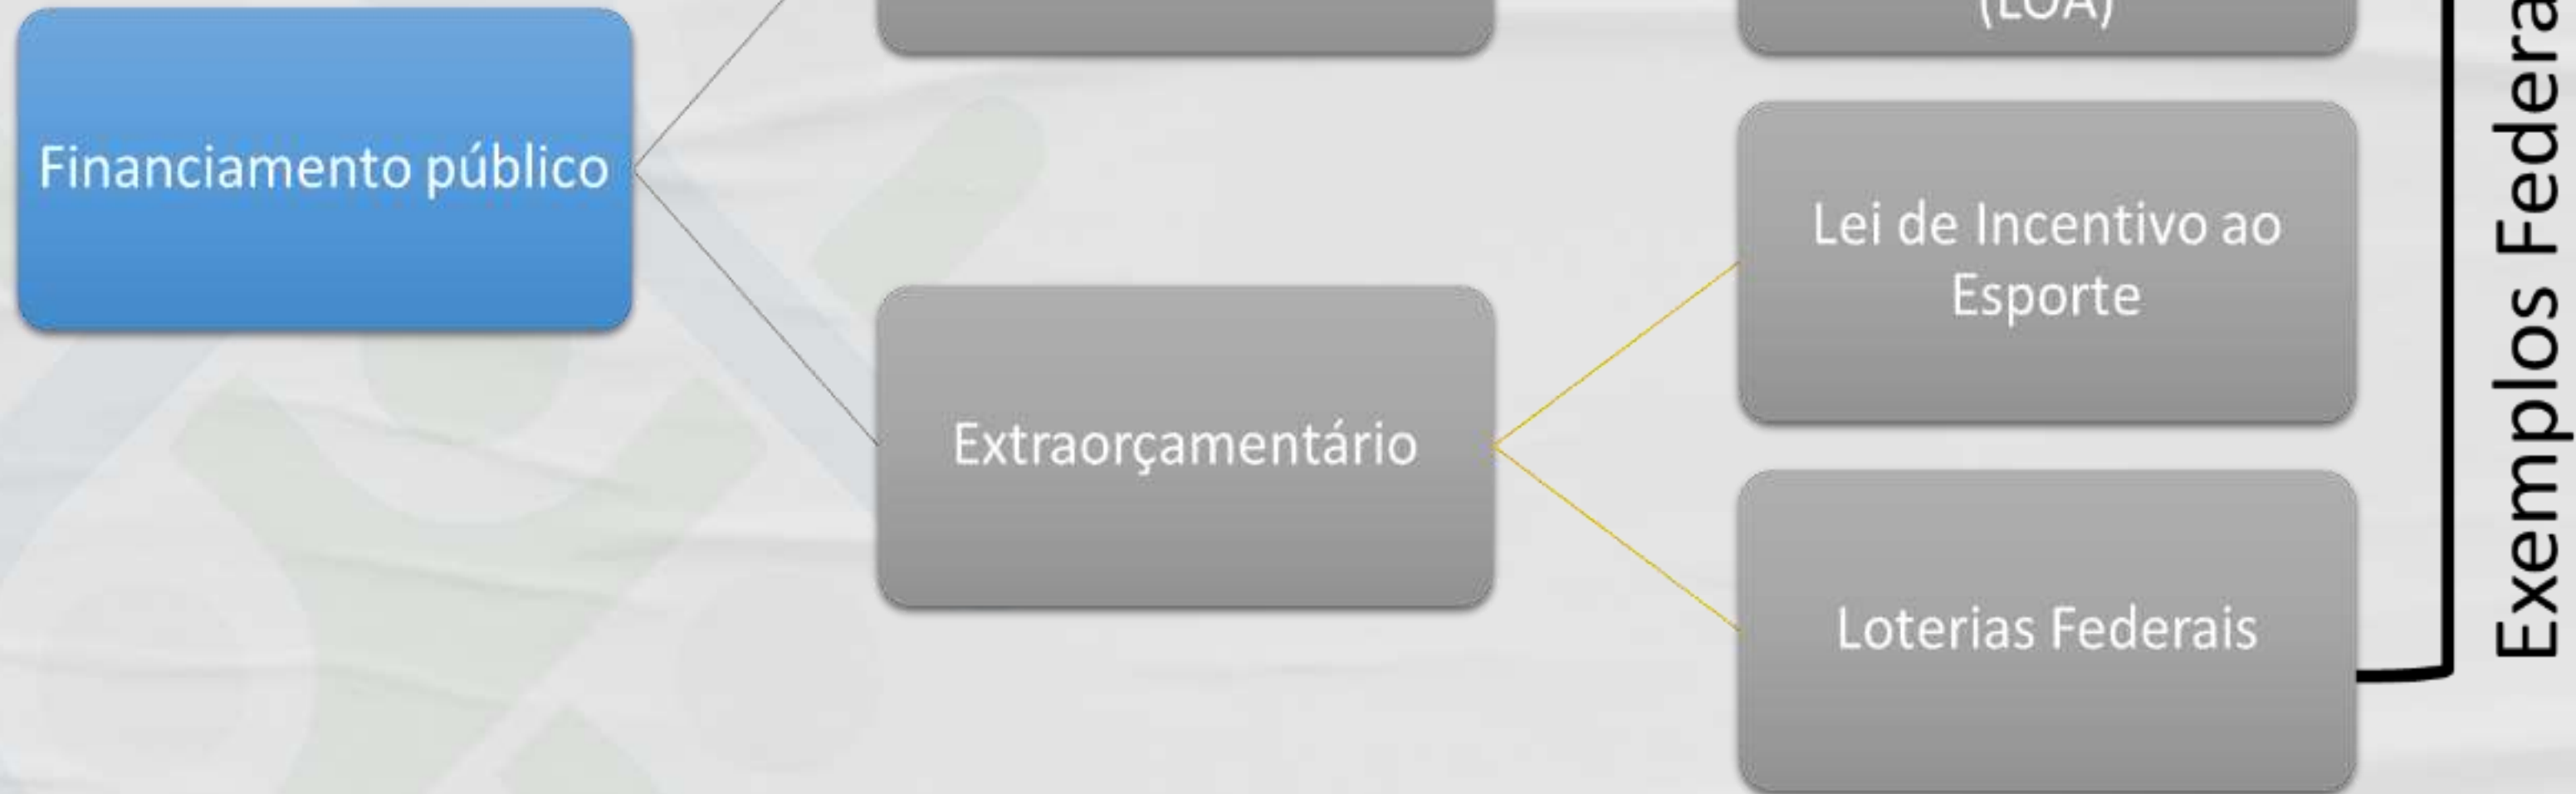 (LOA)
Financiamento público
Lei de Incentivo ao
Esporte
Extraorçamentário
Loterias Federais
Exemplos Federa